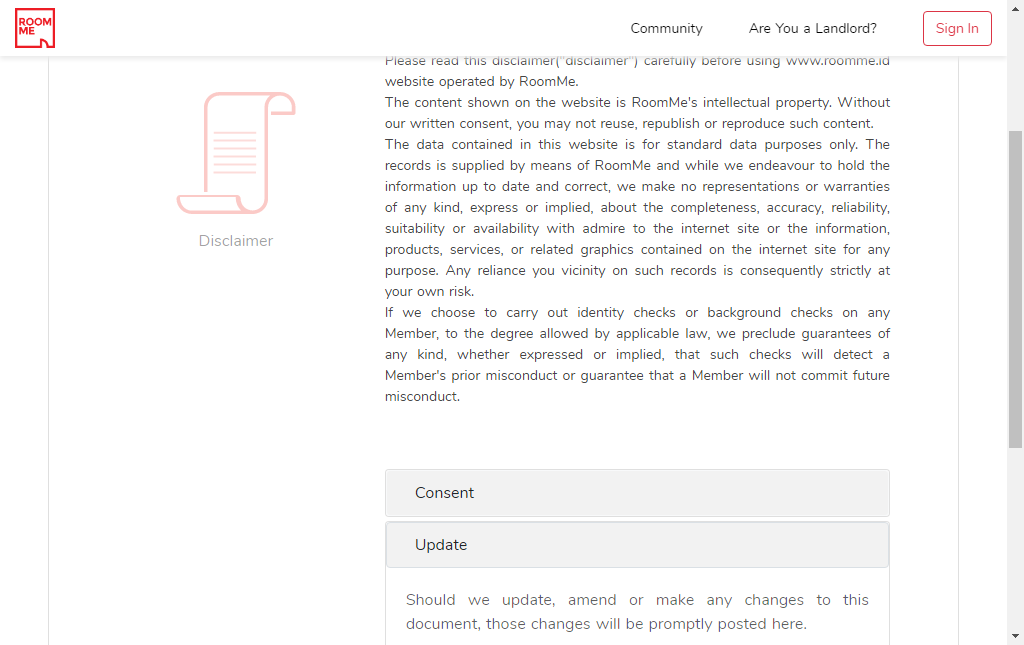 ROOM
ME
Community
Are You a Landlord?
Sign In
Please read this disclaimer("disclaimer") carefully before using www.roomme.id
website operated by RoomMe.
The content shown on the website is RoomMe's intellectual property. Without
our written consent, you may not reuse, republish or reproduce such content.
The data contained in this website is for standard data purposes only. The
records is supplied by means of RoomMe and while we endeavour to hold the
information up to date and correct, we make no representations or warranties
of any kind, express or implied, about the completeness, accuracy, reliability,
suitability or availability with admire to the internet site or the information,
products, services, or related graphics contained on the internet site for any
purpose. Any reliance you vicinity on such records is consequently strictly at
your own risk.
If we choose to carry out identity checks or background checks on any
Member, to the degree allowed by applicable law, we preclude guarantees of
any kind, whether expressed or implied, that such checks will detect a
Member's prior misconduct or guarantee that a Member will not commit future
misconduct.
Disclaimer
Consent
Update
Should we update, amend or make any changes to this
document, those changes will be promptly posted here.